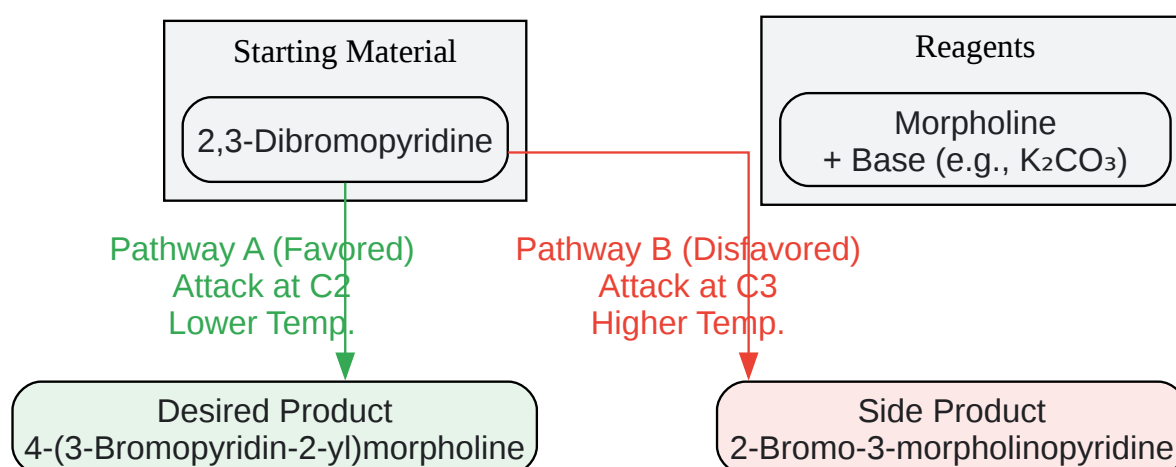 Starting Material
2,3-Dibromopyridine
Reagents
Morpholine
+ Base (e.g., K₂CO₃)
Pathway A (Favored)
Attack at C2
Lower Temp.
Pathway B (Disfavored)
Attack at C3
Higher Temp.
Desired Product
4-(3-Bromopyridin-2-yl)morpholine
Side Product
2-Bromo-3-morpholinopyridine